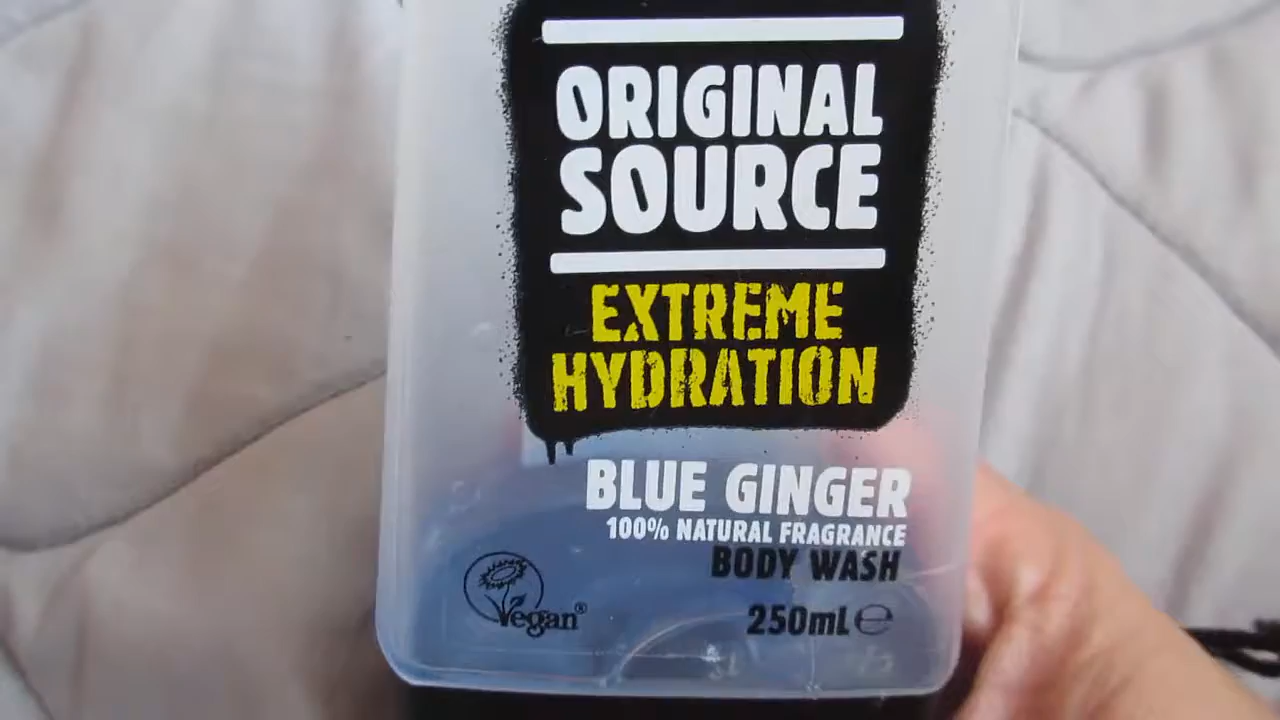 ORIGINAL
SOURCE
EXTREME
HYDRATION
BLUE GINGER
100% NATURAL FRAGRANCE
BODY WASH
Vegan®
250mL℮